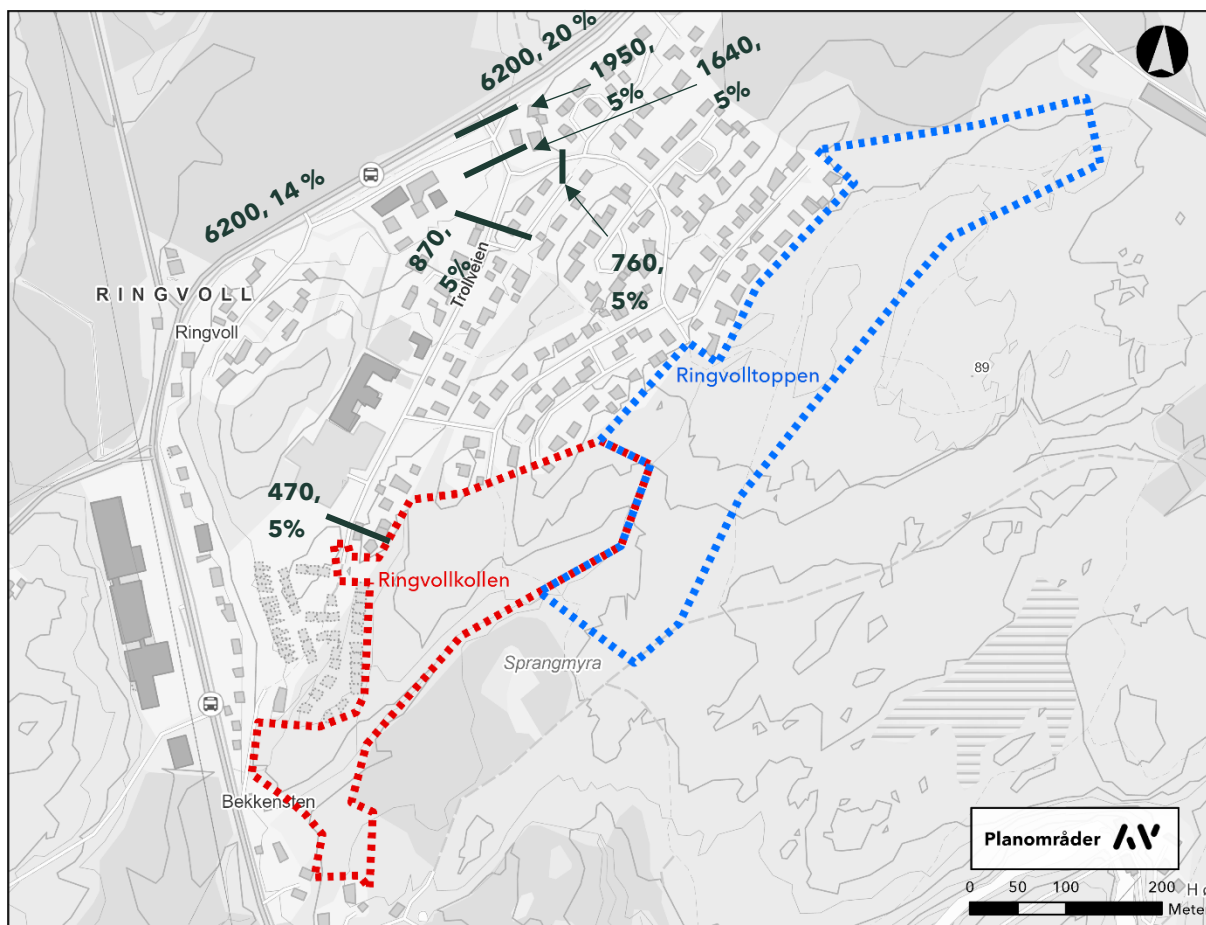 6200, 20 %
1950,
5%
1640,
5%
6200, 14 %
870,
5%
Trollveien
760,
5%
RINGVOLL
Ringvoll
Ringvolltoppen
89
470,
5%
Ringvollkollen
Sprangmyra
Bekkensten
Planområder
0 50 100 200
Meter
H ø